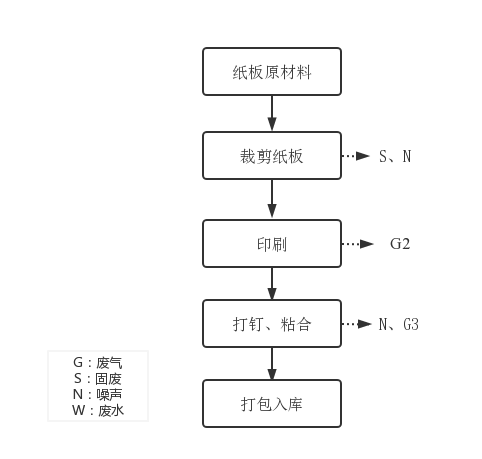 纸板原材料
裁剪纸板
S、N
印刷
G2
打钉、粘合
N、G3
打包入库
G：废气
S：固废
N：噪声
W：废水